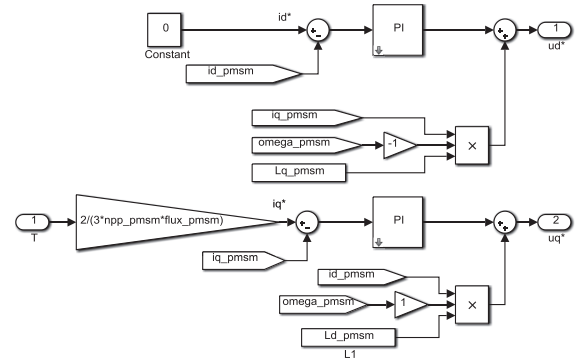 id*
0
Constant
PI
1
ud*
id_pmsm
iq_pmsm
omega_pmsm
-1
×
Lq_pmsm
iq*
1
T
2/(3*npp_pmsm*flux_pmsm)
PI
2
uq*
iq_pmsm
id_pmsm
omega_pmsm
1
×
Ld_pmsm
L1